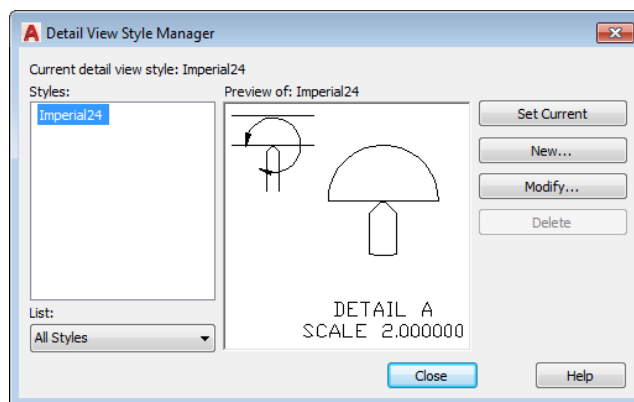 Detail View Style Manager
Current detail view style: Imperial24
Styles:
Imperial24
List:
All Styles
Preview of: Imperial24
DETAIL A
SCALE 2.000000
Set Current
New...
Modify...
Delete
Close
Help